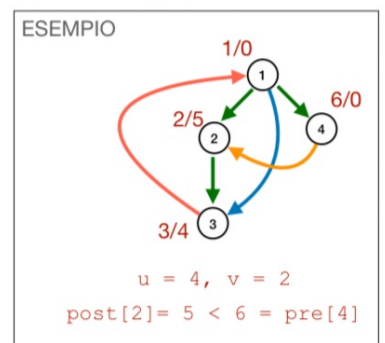 ESEMPIO
1/0
1
6/0
2/5
4
2
3
3/4
u = 4, v = 2
post[2]= 5 < 6 = pre[4]